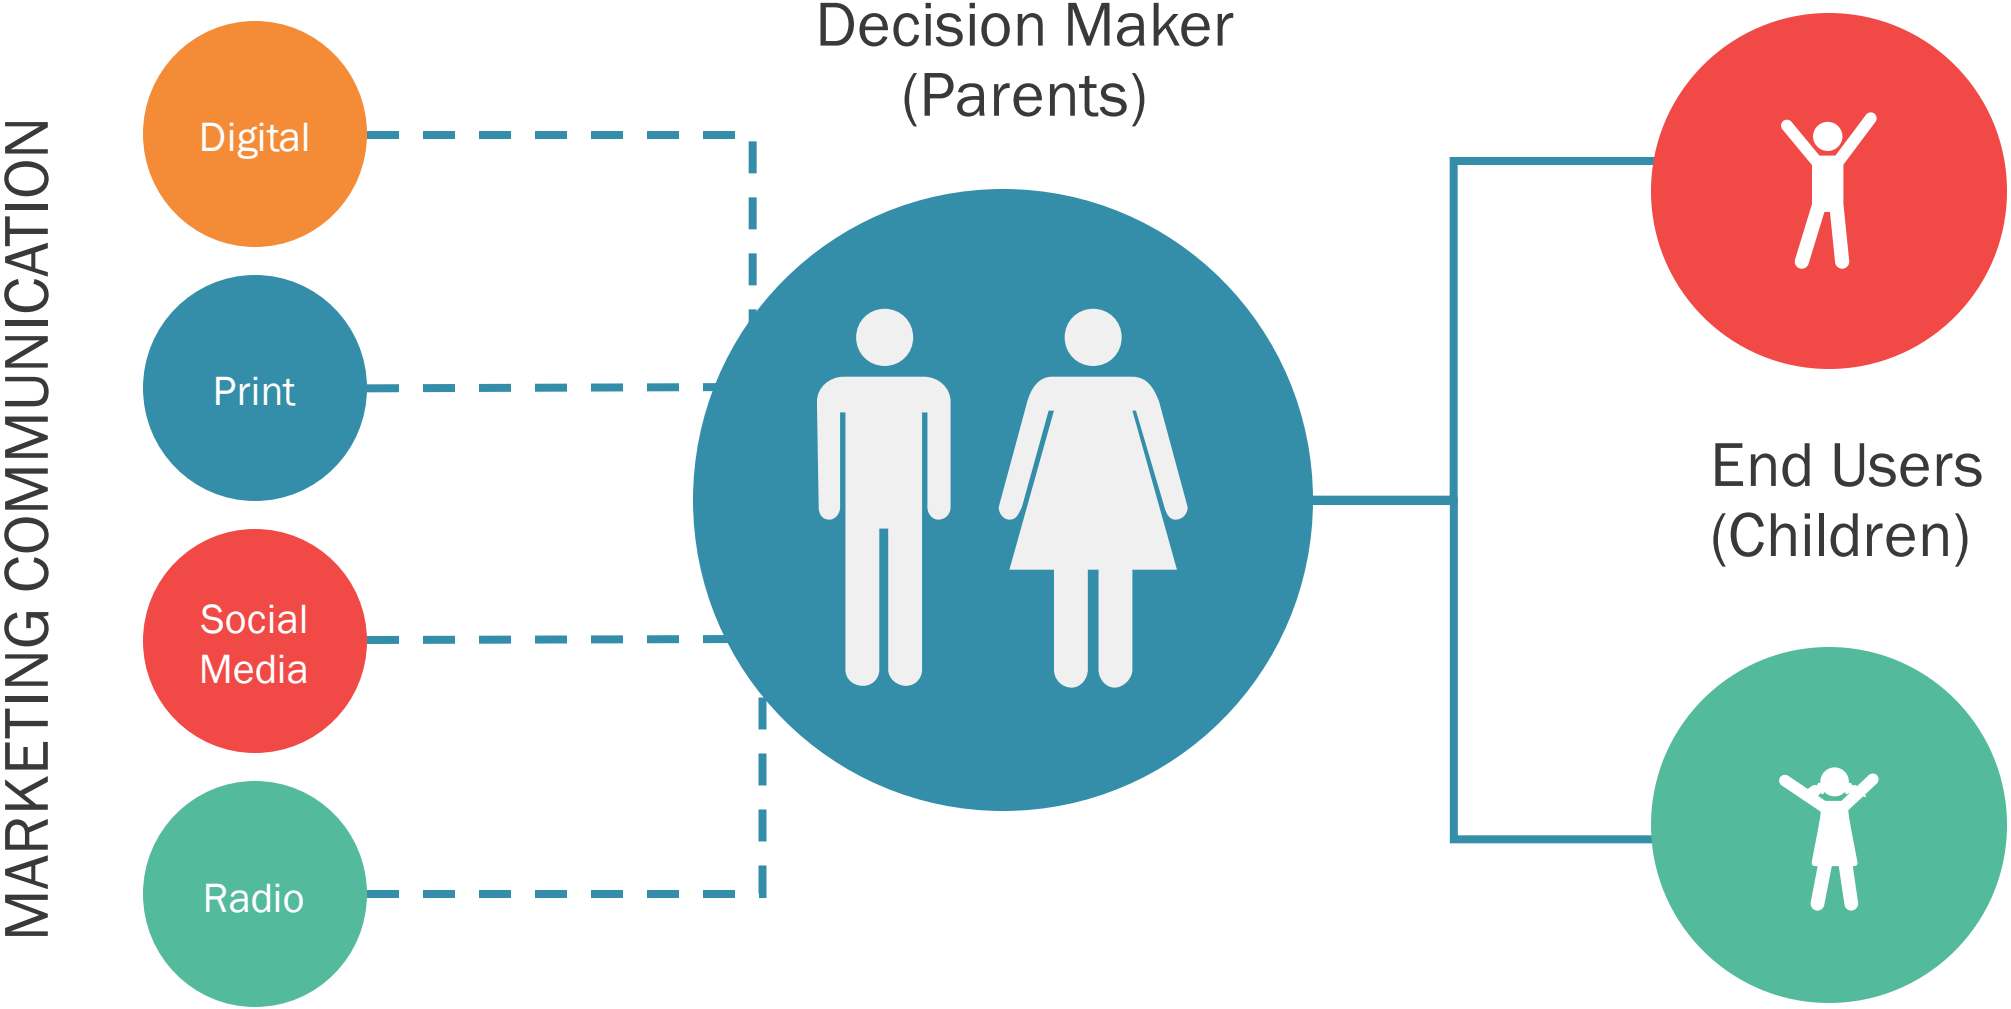 MARKETING COMMUNICATION
Digital
Print
Social
Media
Radio
Decision Maker
(Parents)
End Users
(Children)